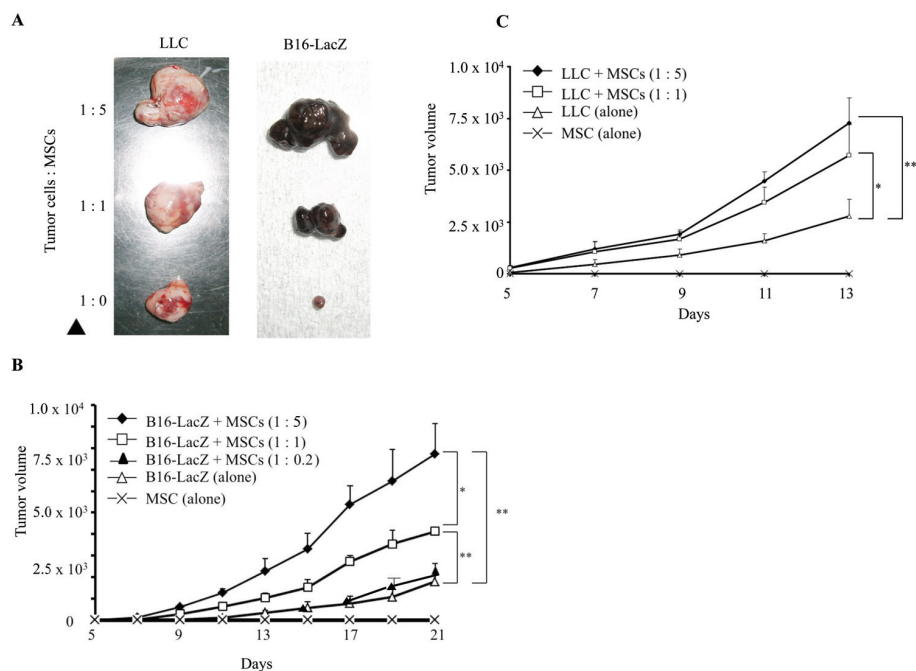 A
LLC
B16-LacZ
Tumor cells : MSCs
1 : 5
1 : 1
1 : 0
C
Tumor volume
1.0 x 10⁴
7.5 x 10³
5.0 x 10³
2.5 x 10³
0
LLC + MSCs (1 : 5)
LLC + MSCs (1 : 1)
LLC (alone)
MSC (alone)
**
*
5 7 9 11 13
Days
B
Tumor volume
1.0 x 10⁴
7.5 x 10³
5.0 x 10³
2.5 x 10³
0
B16-LacZ + MSCs (1 : 5)
B16-LacZ + MSCs (1 : 1)
B16-LacZ + MSCs (1 : 0.2)
B16-LacZ (alone)
MSC (alone)
*
**
**
5 9 13 17 21
Days